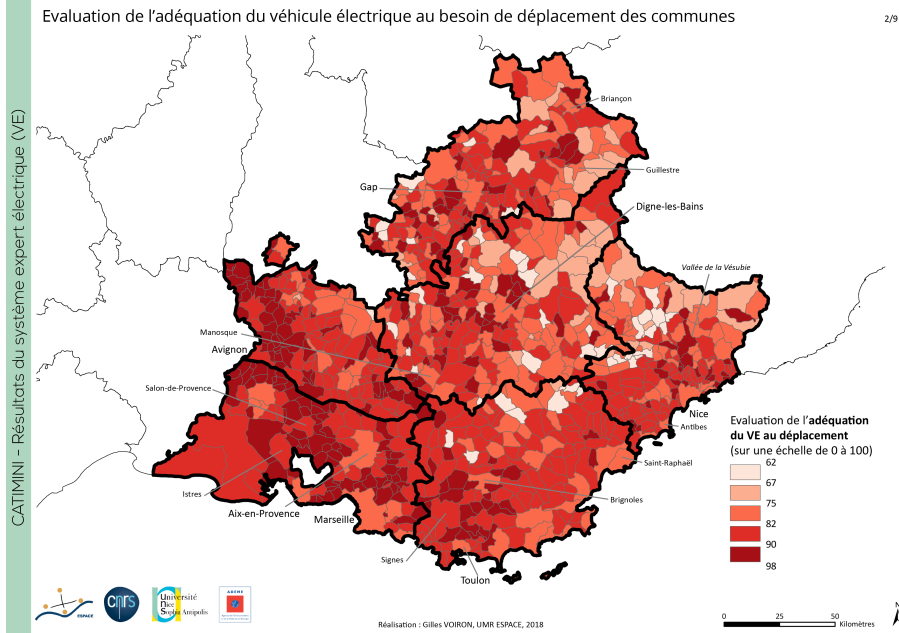 Evaluation de l’adéquation du véhicule électrique au besoin de déplacement des communes
2/9
CATIMINI - Résultats du système expert électrique (VE)
Briançon
Guillestre
Gap
Digne-les-Bains
Vallée de la Vésubie
Manosque
Avignon
Salon-de-Provence
Nice
Antibes
Saint-Raphaël
Istres
Brignoles
Aix-en-Provence
Marseille
Signes
Toulon
Evaluation de l’adéquation
du VE au déplacement
(sur une échelle de 0 à 100)
62
67
75
82
90
98
ESPACE
cnrs
Université
Nice
Sophia Antipolis
uns
ADEME
Réalisation : Gilles VOIRON, UMR ESPACE, 2018
0 25 50
Kilomètres
N